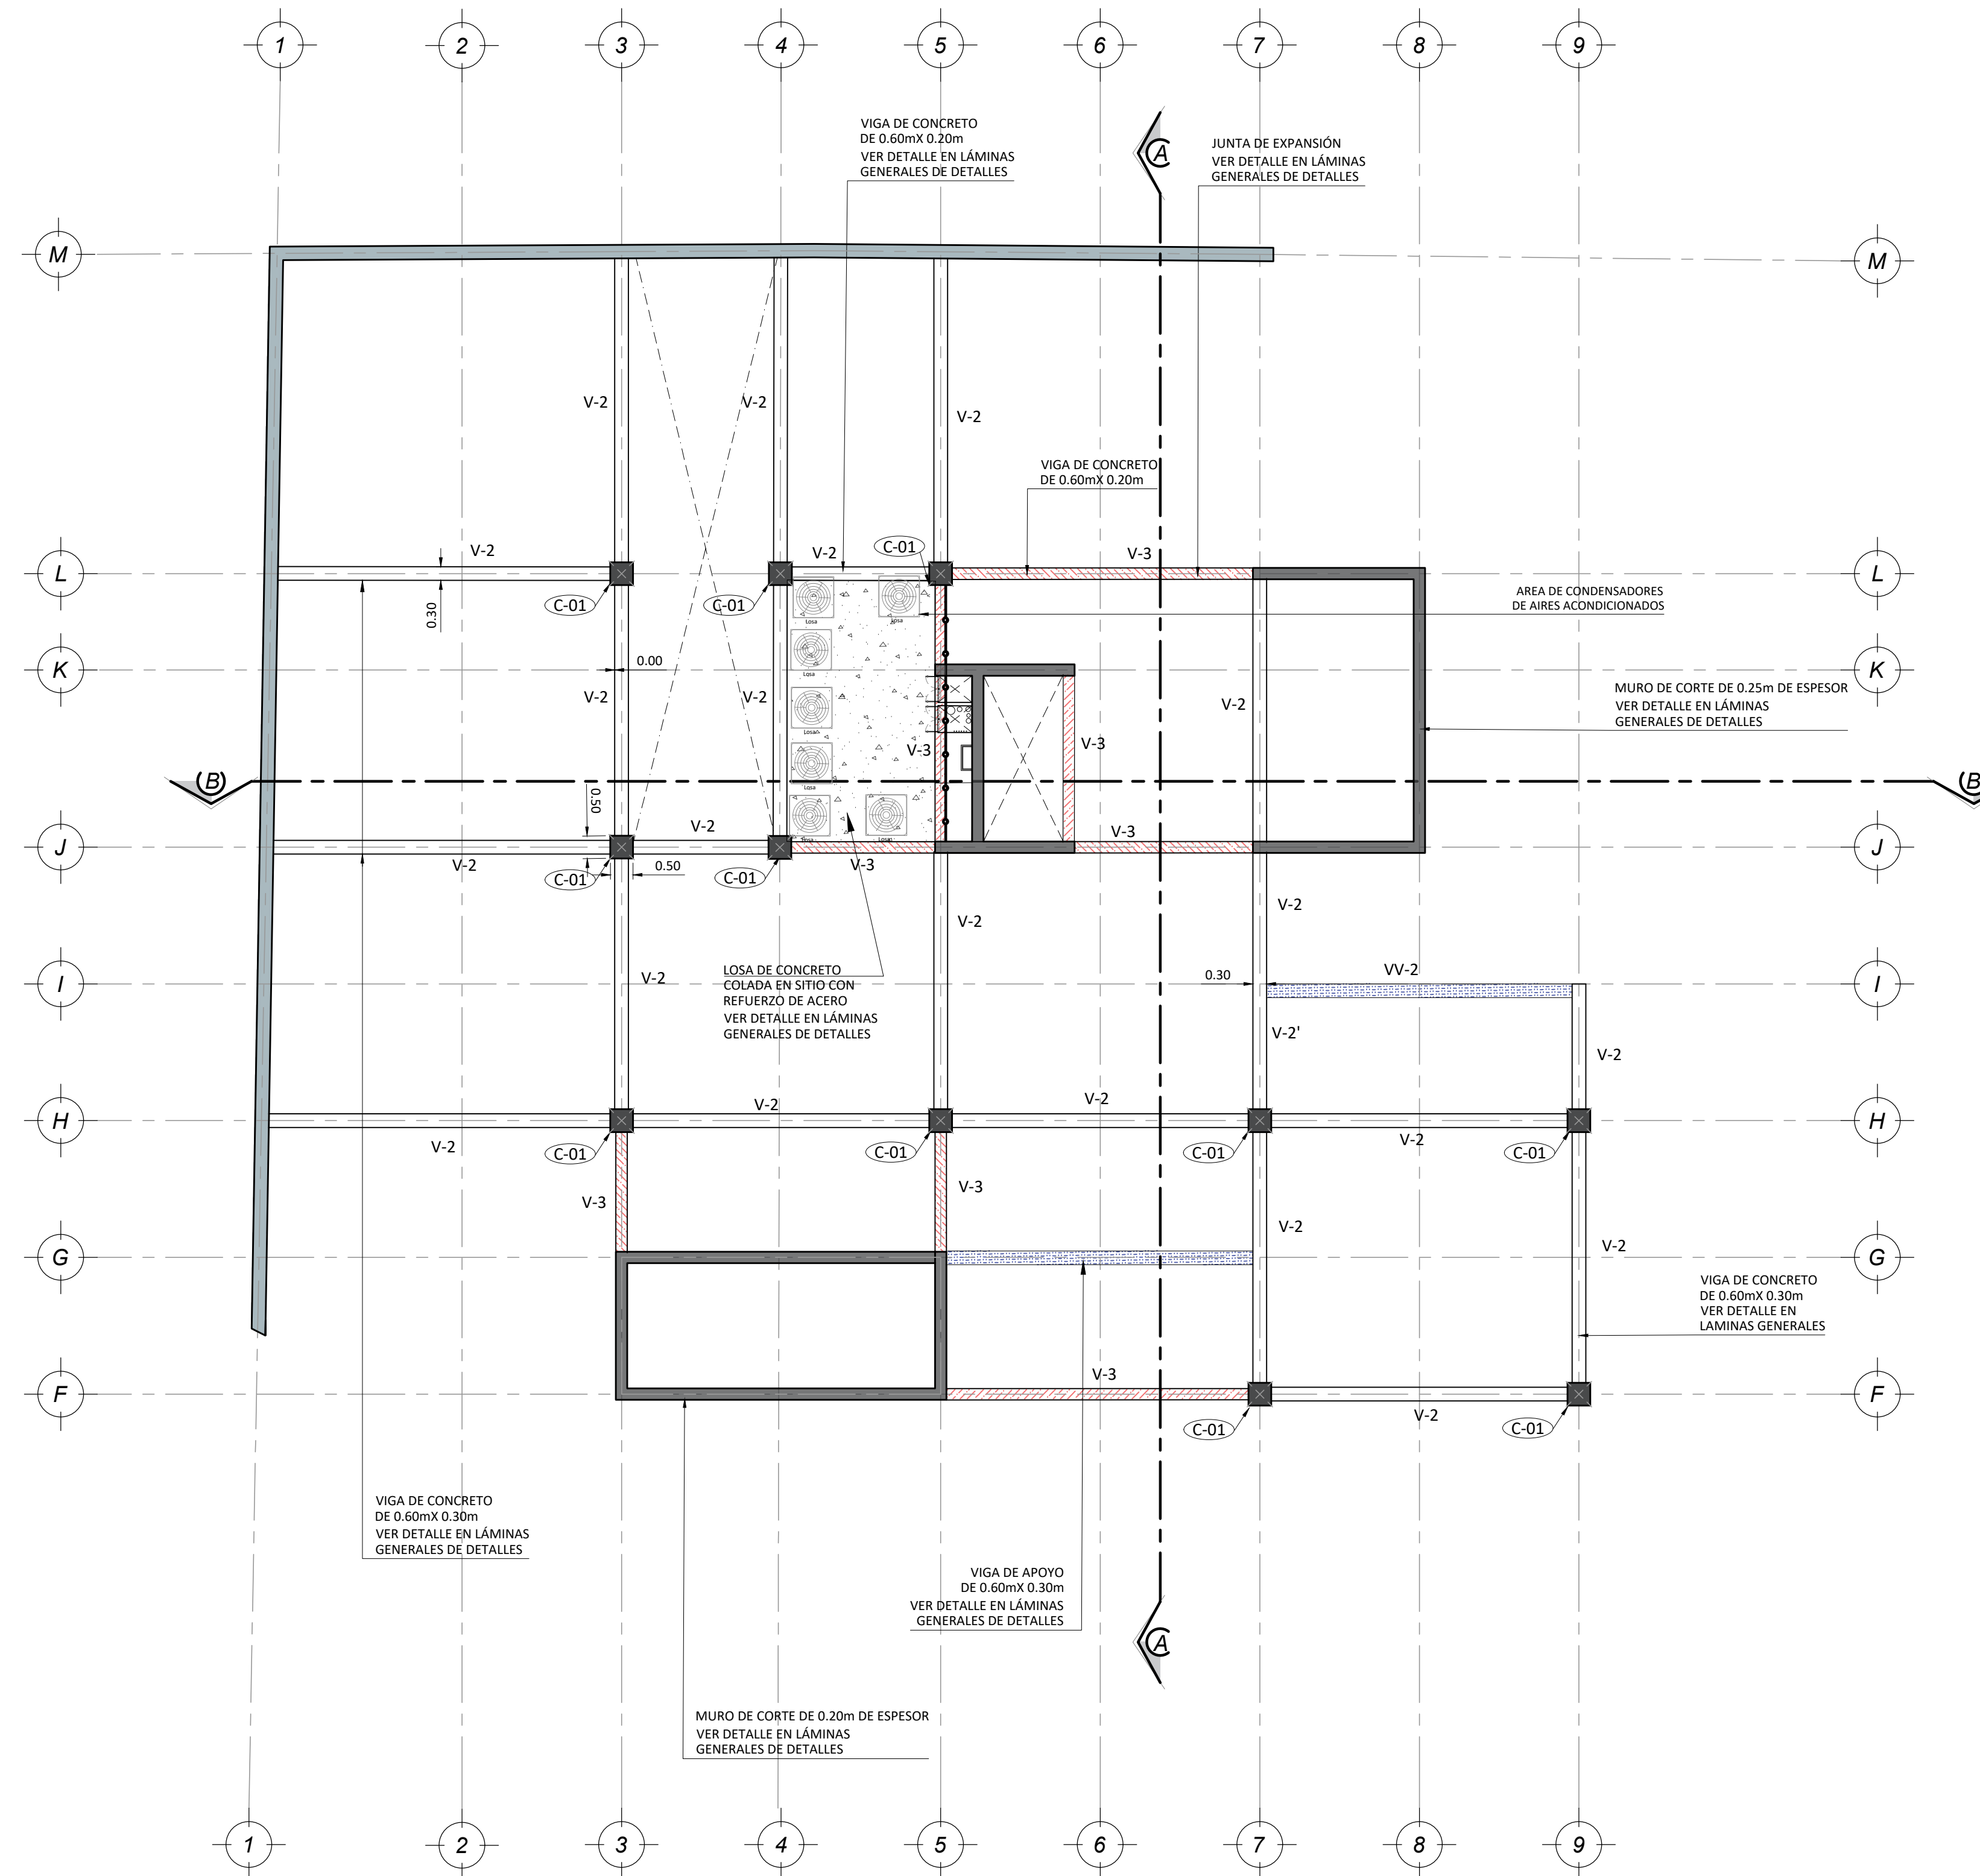 1 2 3 4 5 6 7 8 9
VIGA DE CONCRETO
DE 0.60mX 0.20m
VER DETALLE EN LÁMINAS
GENERALES DE DETALLES
A
JUNTA DE EXPANSIÓN
VER DETALLE EN LÁMINAS
GENERALES DE DETALLES
M M
V-2 V-2 V-2
VIGA DE CONCRETO
DE 0.60mX 0.20m
L V-2 V-2 C-01 V-3 L
0.30 C-01 C-01
Losa Losa
AREA DE CONDENSADORES
DE AIRES ACONDICIONADOS
K 0.00 K
Losa
V-2 V-2 V-2
MURO DE CORTE DE 0.25m DE ESPESOR
VER DETALLE EN LÁMINAS
GENERALES DE DETALLES
Losa
V-3 V-3
B B
Losa
0.50
V-2 V-3
J J
Losa Losa
V-2 0.50 V-3
C-01 C-01
V-2 V-2
LOSA DE CONCRETO
COLADA EN SITIO CON
REFUERZO DE ACERO
VER DETALLE EN LÁMINAS
GENERALES DE DETALLES
V-2 0.30 VV-2
I I
V-2' V-2
H V-2 V-2 H
V-2 V-2
C-01 C-01 C-01 C-01
V-3 V-3
V-2 V-2
G G
VIGA DE CONCRETO
DE 0.60mX 0.30m
VER DETALLE EN
LAMINAS GENERALES
V-3
F F
V-2
C-01 C-01
VIGA DE CONCRETO
DE 0.60mX 0.30m
VER DETALLE EN LÁMINAS
GENERALES DE DETALLES
VIGA DE APOYO
DE 0.60mX 0.30m
VER DETALLE EN LÁMINAS
GENERALES DE DETALLES
A
MURO DE CORTE DE 0.20m DE ESPESOR
VER DETALLE EN LÁMINAS
GENERALES DE DETALLES
1 2 3 4 5 6 7 8 9